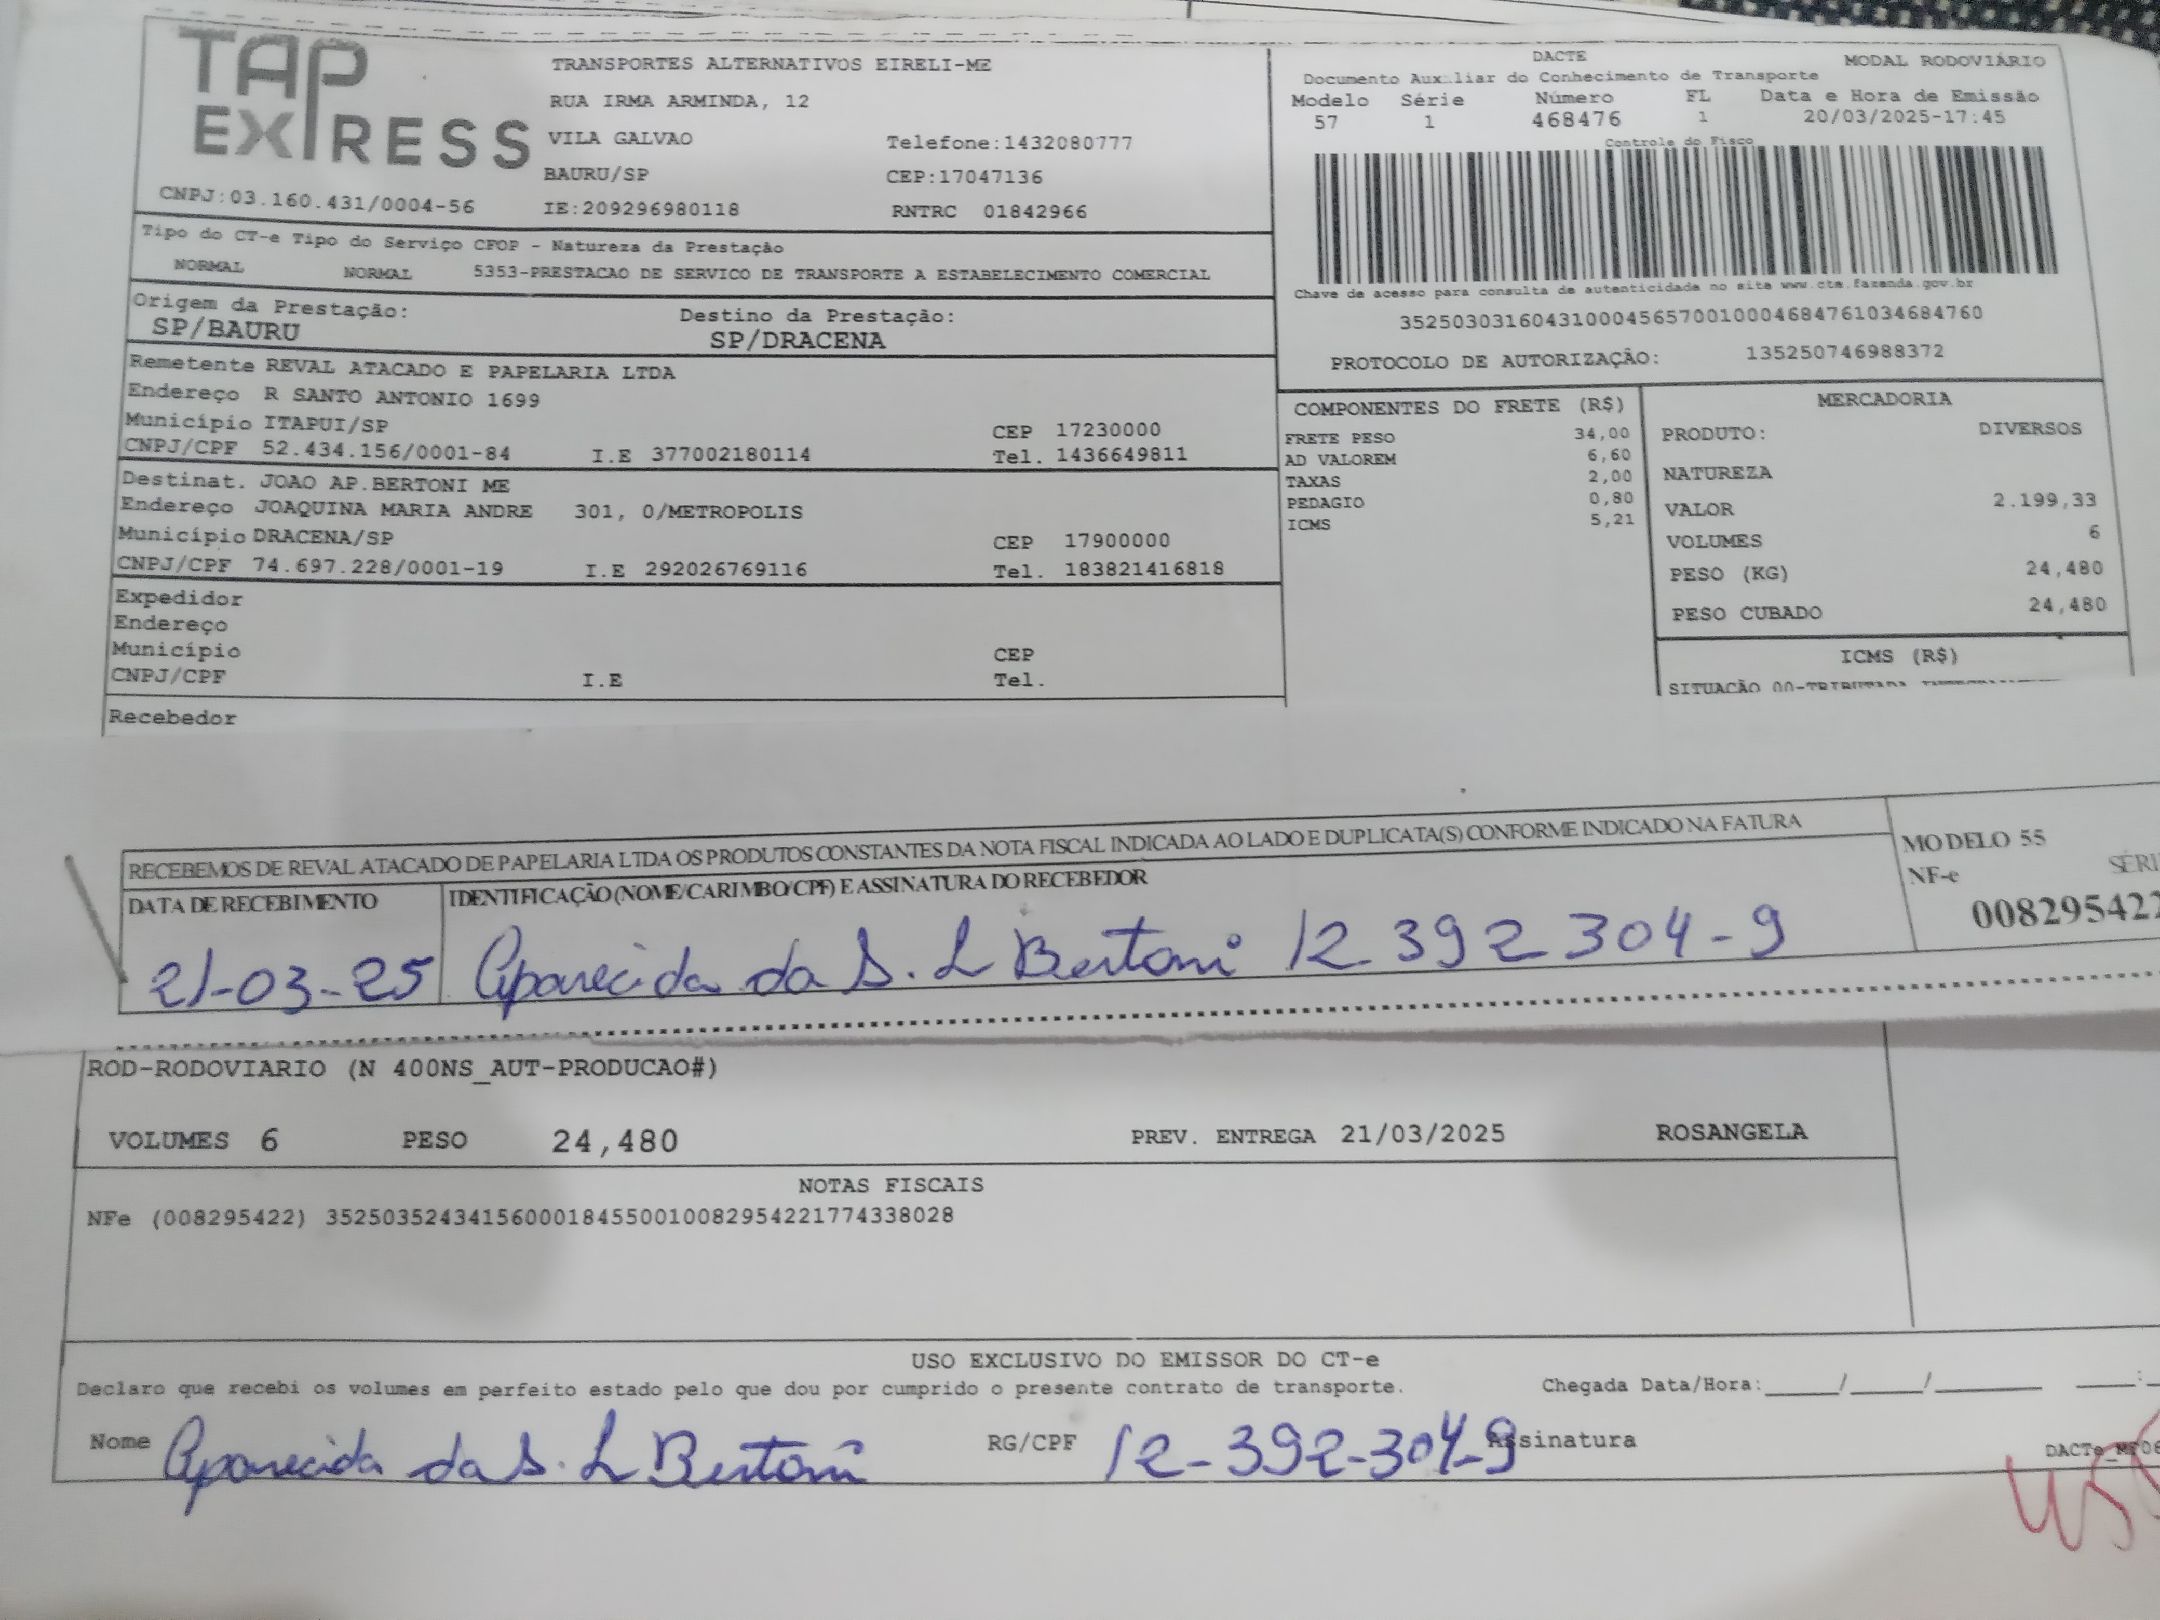 TAP
EXPRESS
TRANSPORTES ALTERNATIVOS EIRELI-ME
RUA IRMA ARMINDA, 12
VILA GALVAO Telefone:1432080777
BAURU/SP CEP:17047136
CNPJ:03.160.431/0004-56 IE:209296980118 RNTRC 01842966
DACTE MODAL RODOVIÁRIO
Documento Auxiliar do Conhecimento de Transporte
Modelo Série Número FL Data e Hora de Emissão
57 1 468476 1 20/03/2025-17:45
Controle do Fisco
Chave de acesso para consulta de autenticidade no site www.cte.fazenda.gov.br
35250303160431000456570010004684761034684760
PROTOCOLO DE AUTORIZAÇÃO: 135250746988372
Tipo do CT-e Tipo do Serviço CFOP - Natureza da Prestação
NORMAL NORMAL 5353-PRESTACAO DE SERVICO DE TRANSPORTE A ESTABELECIMENTO COMERCIAL
Origem da Prestação: Destino da Prestação:
SP/BAURU SP/DRACENA
Remetente REVAL ATACADO E PAPELARIA LTDA
Endereço R SANTO ANTONIO 1699
Município ITAPUI/SP CEP 17230000
CNPJ/CPF 52.434.156/0001-84 I.E 377002180114 Tel. 1436649811
Destinat. JOAO AP.BERTONI ME
Endereço JOAQUINA MARIA ANDRE 301, 0/METROPOLIS
Município DRACENA/SP CEP 17900000
CNPJ/CPF 74.697.228/0001-19 I.E 292026769116 Tel. 183821416818
Expedidor
Endereço
Município CEP
CNPJ/CPF I.E Tel.
Recebedor
COMPONENTES DO FRETE (R$)
FRETE PESO 34,00
AD VALOREM 6,60
TAXAS 2,00
PEDAGIO 0,80
ICMS 5,21
MERCADORIA
PRODUTO: DIVERSOS
NATUREZA
VALOR 2.199,33
VOLUMES 6
PESO (KG) 24,480
PESO CUBADO 24,480
ICMS (R$)
SITUAÇÃO 00-TRIBUTADA
RECEBEMOS DE REVAL ATACADO DE PAPELARIA LTDA OS PRODUTOS CONSTANTES DA NOTA FISCAL INDICADA AO LADO E DUPLICATA(S) CONFORME INDICADO NA FATURA
DATA DE RECEBIMENTO IDENTIFICAÇÃO (NOME/CARIMBO/CPF) E ASSINATURA DO RECEBEDOR
21-03-25 Aparecida da S. L Bertoni 12 392 304-9
MODELO 55
NF-e SÉRI
008295422
ROD-RODOVIARIO (N 400NS_AUT-PRODUCAO#)
VOLUMES 6 PESO 24,480 PREV. ENTREGA 21/03/2025 ROSANGELA
NOTAS FISCAIS
NFe (008295422) 35250352434156000184550010082954221774338028
USO EXCLUSIVO DO EMISSOR DO CT-e
Declaro que recebi os volumes em perfeito estado pelo que dou por cumprido o presente contrato de transporte. Chegada Data/Hora:____/____/______ ___:_
Nome Aparecida da S. L Bertoni RG/CPF 12-392-304-9 Assinatura